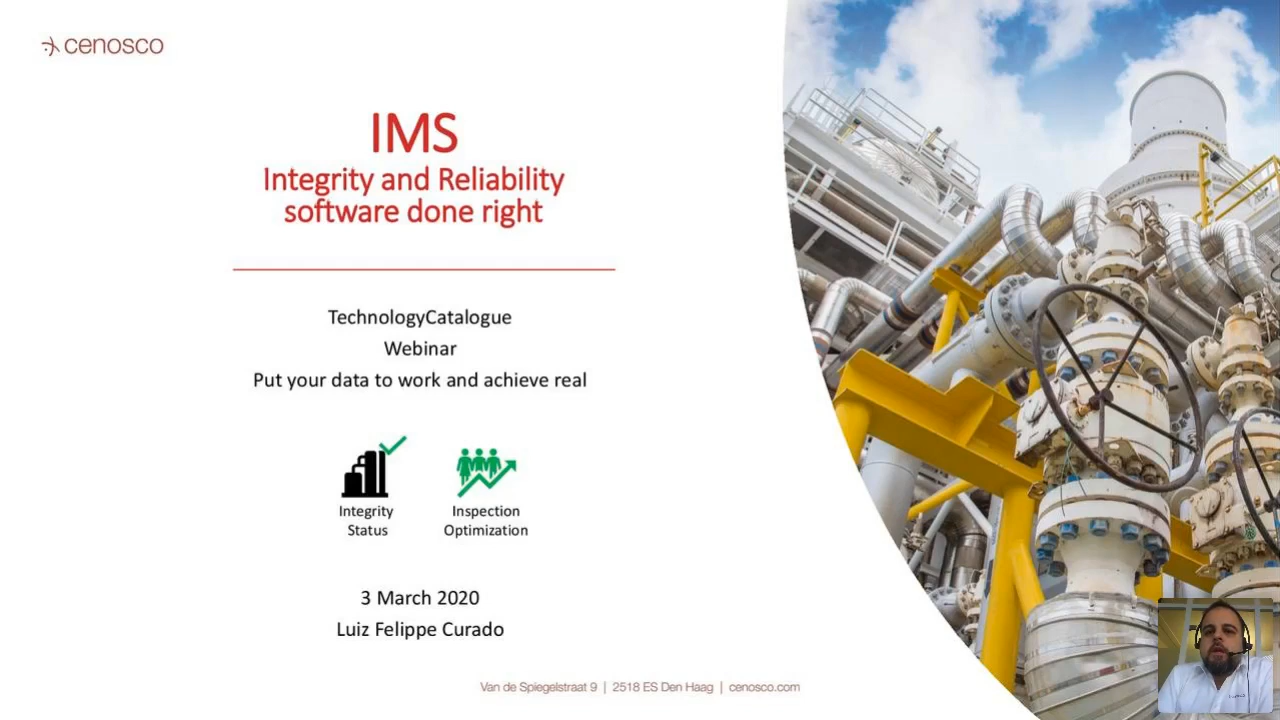 cenosco
IMS
Integrity and Reliability
software done right
TechnologyCatalogue
Webinar
Put your data to work and achieve real
Integrity
Status
Inspection
Optimization
3 March 2020
Luiz Felippe Curado
Van de Spiegelstraat 9 | 2518 ES Den Haag | cenosco.com